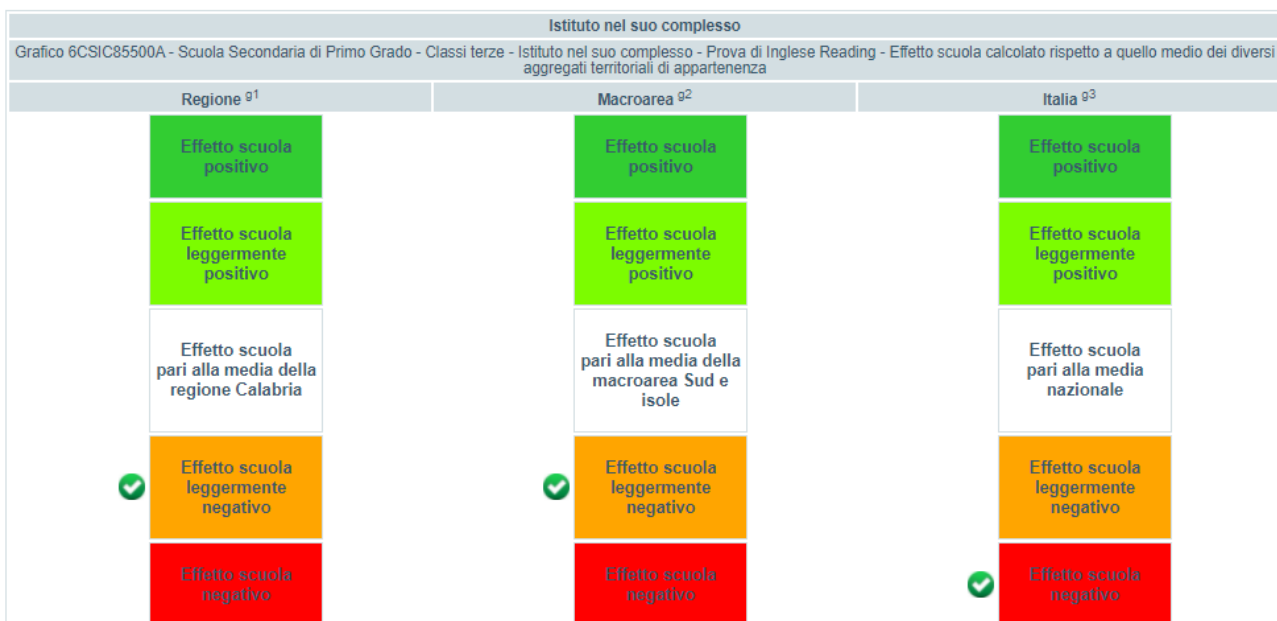 Istituto nel suo complesso
Grafico 6CSIC85500A - Scuola Secondaria di Primo Grado - Classi terze - Istituto nel suo complesso - Prova di Inglese Reading - Effetto scuola calcolato rispetto a quello medio dei diversi
aggregati territoriali di appartenenza
Regione g1
Macroarea g2
Italia g3
Effetto scuola
positivo
Effetto scuola
positivo
Effetto scuola
positivo
Effetto scuola
leggermente
positivo
Effetto scuola
leggermente
positivo
Effetto scuola
leggermente
positivo
Effetto scuola
pari alla media della
regione Calabria
Effetto scuola
pari alla media della
macroarea Sud e
isole
Effetto scuola
pari alla media
nazionale
Effetto scuola
leggermente
negativo
Effetto scuola
leggermente
negativo
Effetto scuola
leggermente
negativo
Effetto scuola
negativo
Effetto scuola
negativo
Effetto scuola
negativo